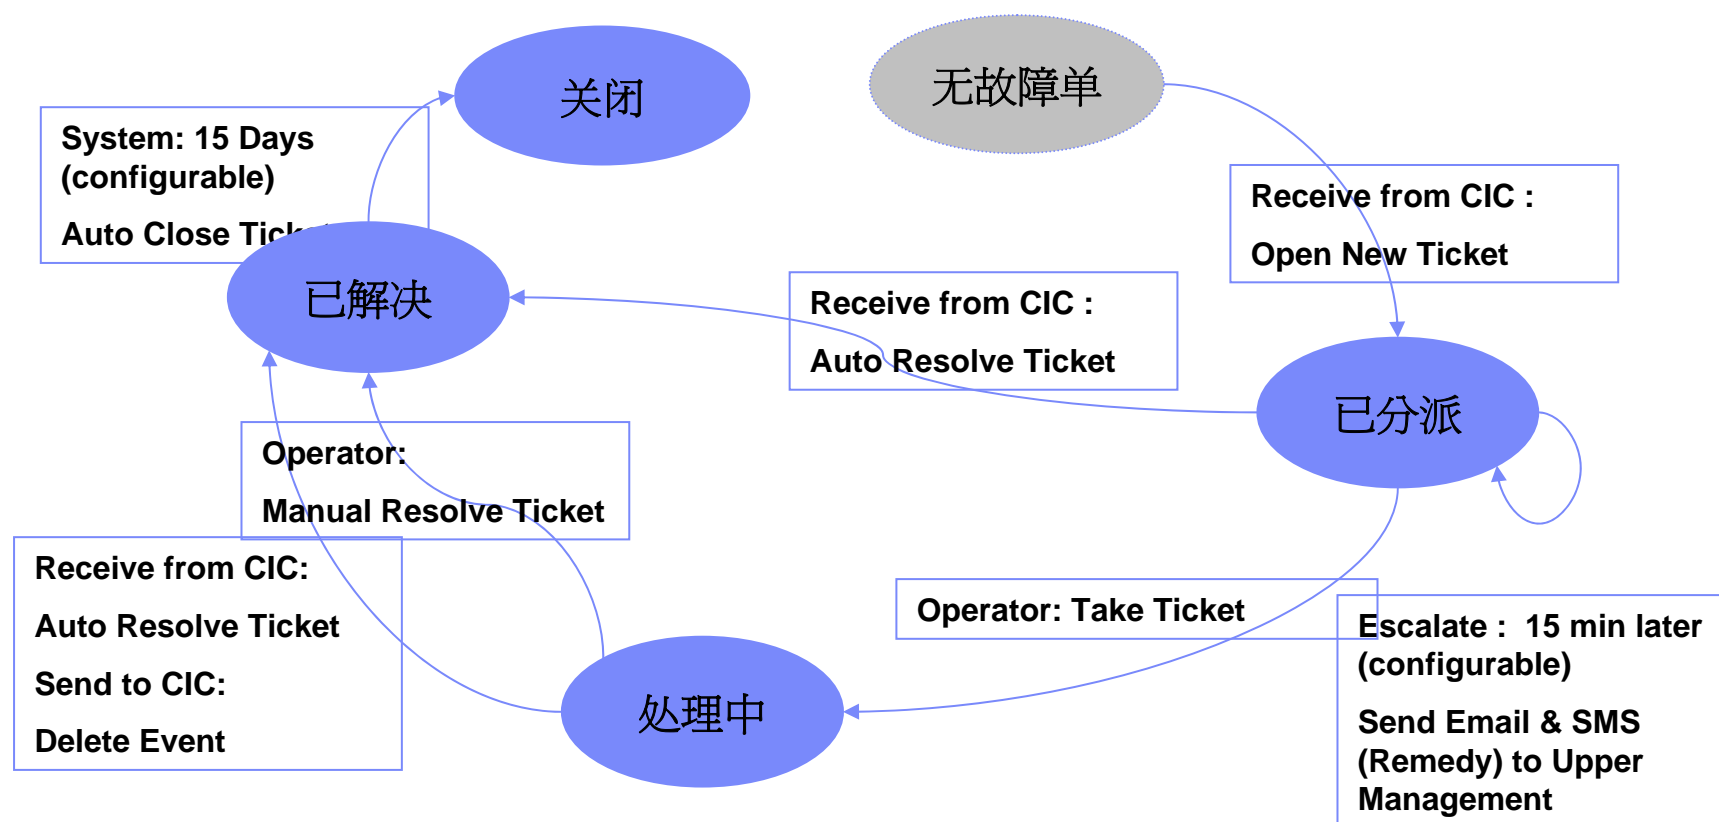 关闭
无故障单
System: 15 Days
(configurable)
Auto Close Ticket
Receive from CIC :
Open New Ticket
已解决
Receive from CIC :
Auto Resolve Ticket
已分派
Operator:
Manual Resolve Ticket
Receive from CIC:
Auto Resolve Ticket
Send to CIC:
Delete Event
Operator: Take Ticket
处理中
Escalate : 15 min later
(configurable)
Send Email & SMS
(Remedy) to Upper
Management